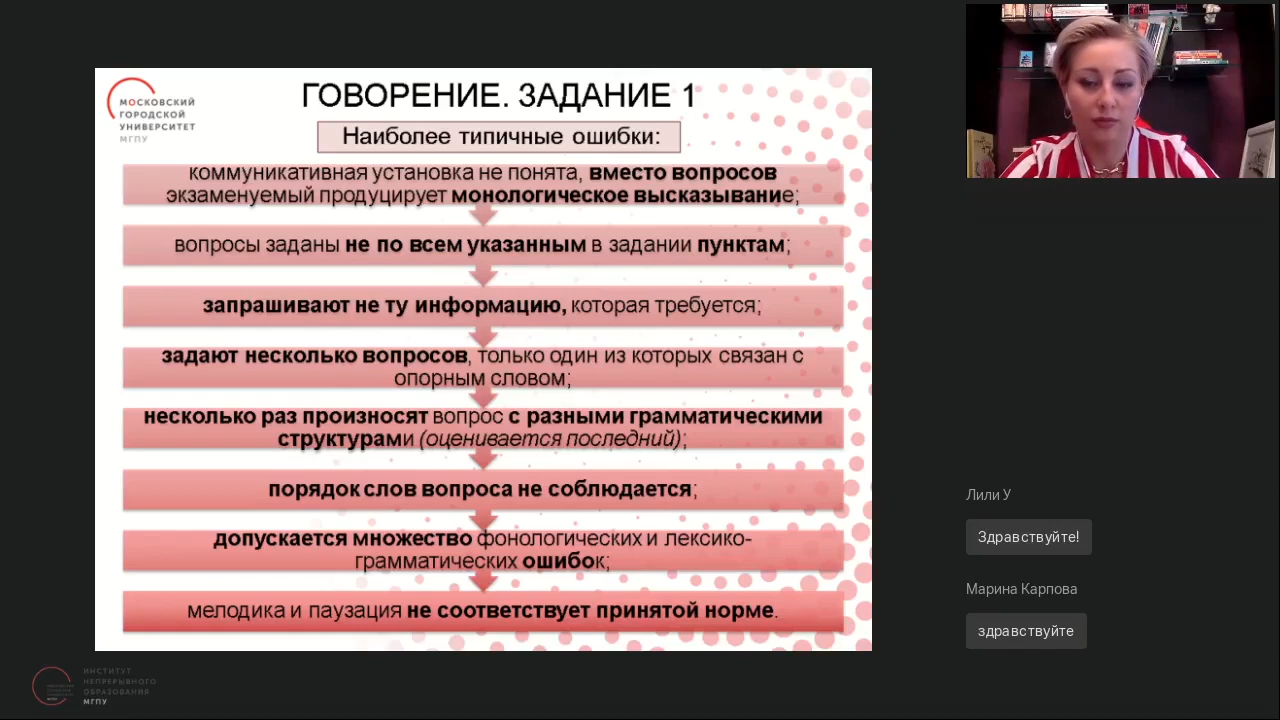 МОСКОВСКИЙ
ГОРОДСКОЙ
УНИВЕРСИТЕТ
МГПУ
ГОВОРЕНИЕ. ЗАДАНИЕ 1
Наиболее типичные ошибки:
коммуникативная установка не понята, вместо вопросов
экзаменуемый продуцирует монологическое высказывание;
вопросы заданы не по всем указанным в задании пунктам;
запрашивают не ту информацию, которая требуется;
задают несколько вопросов, только один из которых связан с
опорным словом;
несколько раз произносят вопрос с разными грамматическими
структурами (оценивается последний);
порядок слов вопроса не соблюдается;
допускается множество фонологических и лексико-
грамматических ошибок;
мелодика и паузация не соответствует принятой норме.
Лили У
Здравствуйте!
Марина Карпова
здравствуйте
ИНСТИТУТ
НЕПРЕРЫВНОГО
ОБРАЗОВАНИЯ
МГПУ